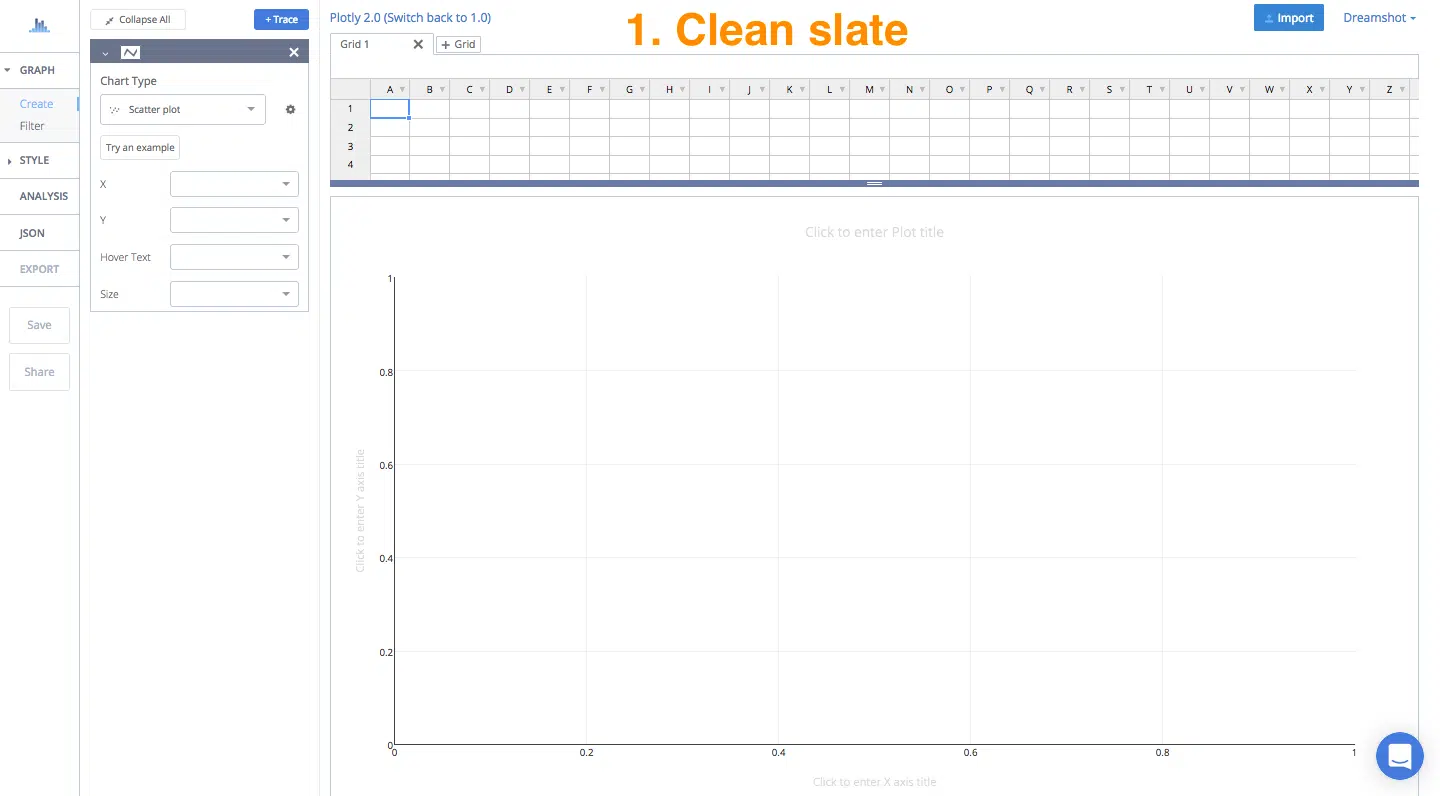 Collapse All
+ Trace
Plotly 2.0 (Switch back to 1.0)
1. Clean slate
Import
Dreamshot
Grid 1
+ Grid
GRAPH
Create
Filter
STYLE
ANALYSIS
JSON
EXPORT
Save
Share
Chart Type
Scatter plot
Try an example
X
Y
Hover Text
Size
A B C D E F G H I J K L M N O P Q R S T U V W X Y Z
1
2
3
4
Click to enter Plot title
Click to enter Y axis title
1
0.8
0.6
0.4
0.2
0
0 0.2 0.4 0.6 0.8 1
Click to enter X axis title